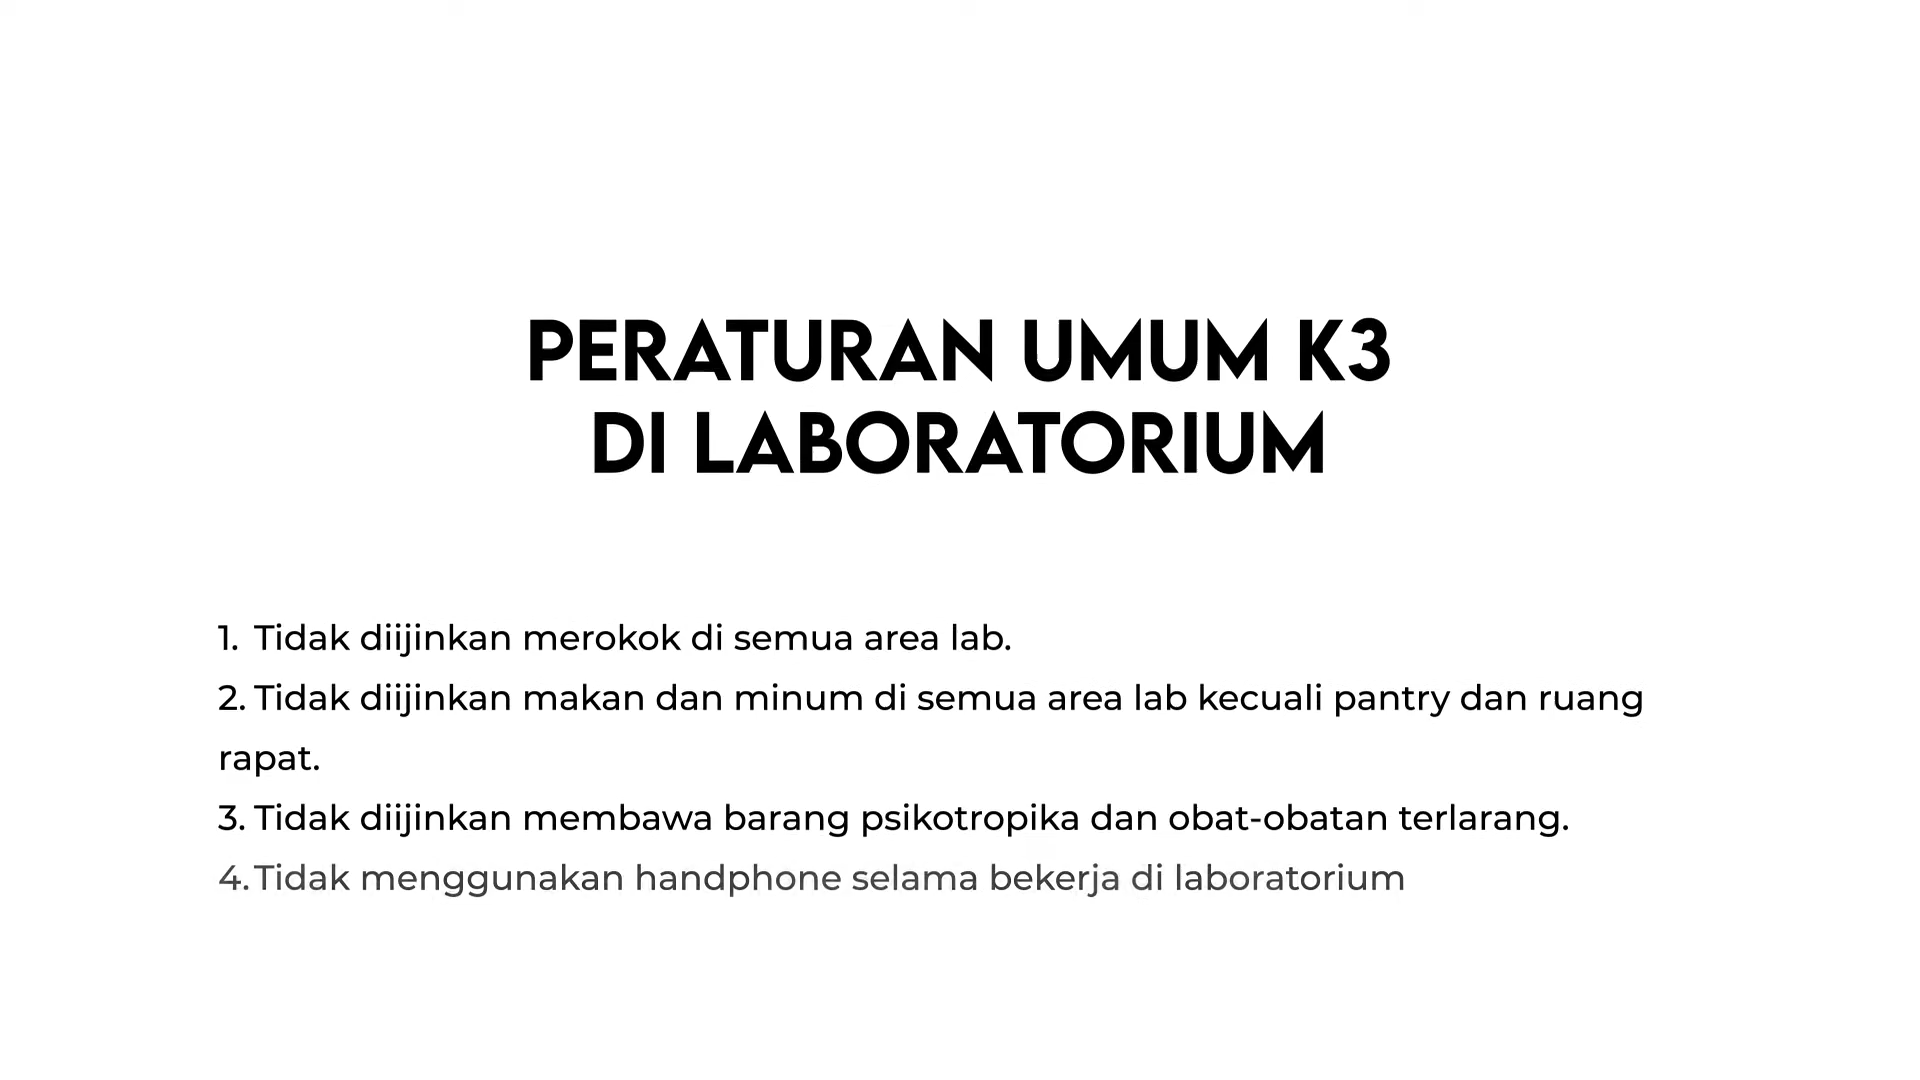 PERATURAN UMUM K3
DI LABORATORIUM
1. Tidak diijinkan merokok di semua area lab.
2. Tidak diijinkan makan dan minum di semua area lab kecuali pantry dan ruang
rapat.
3. Tidak diijinkan membawa barang psikotropika dan obat-obatan terlarang.
4. Tidak menggunakan handphone selama bekerja di laboratorium